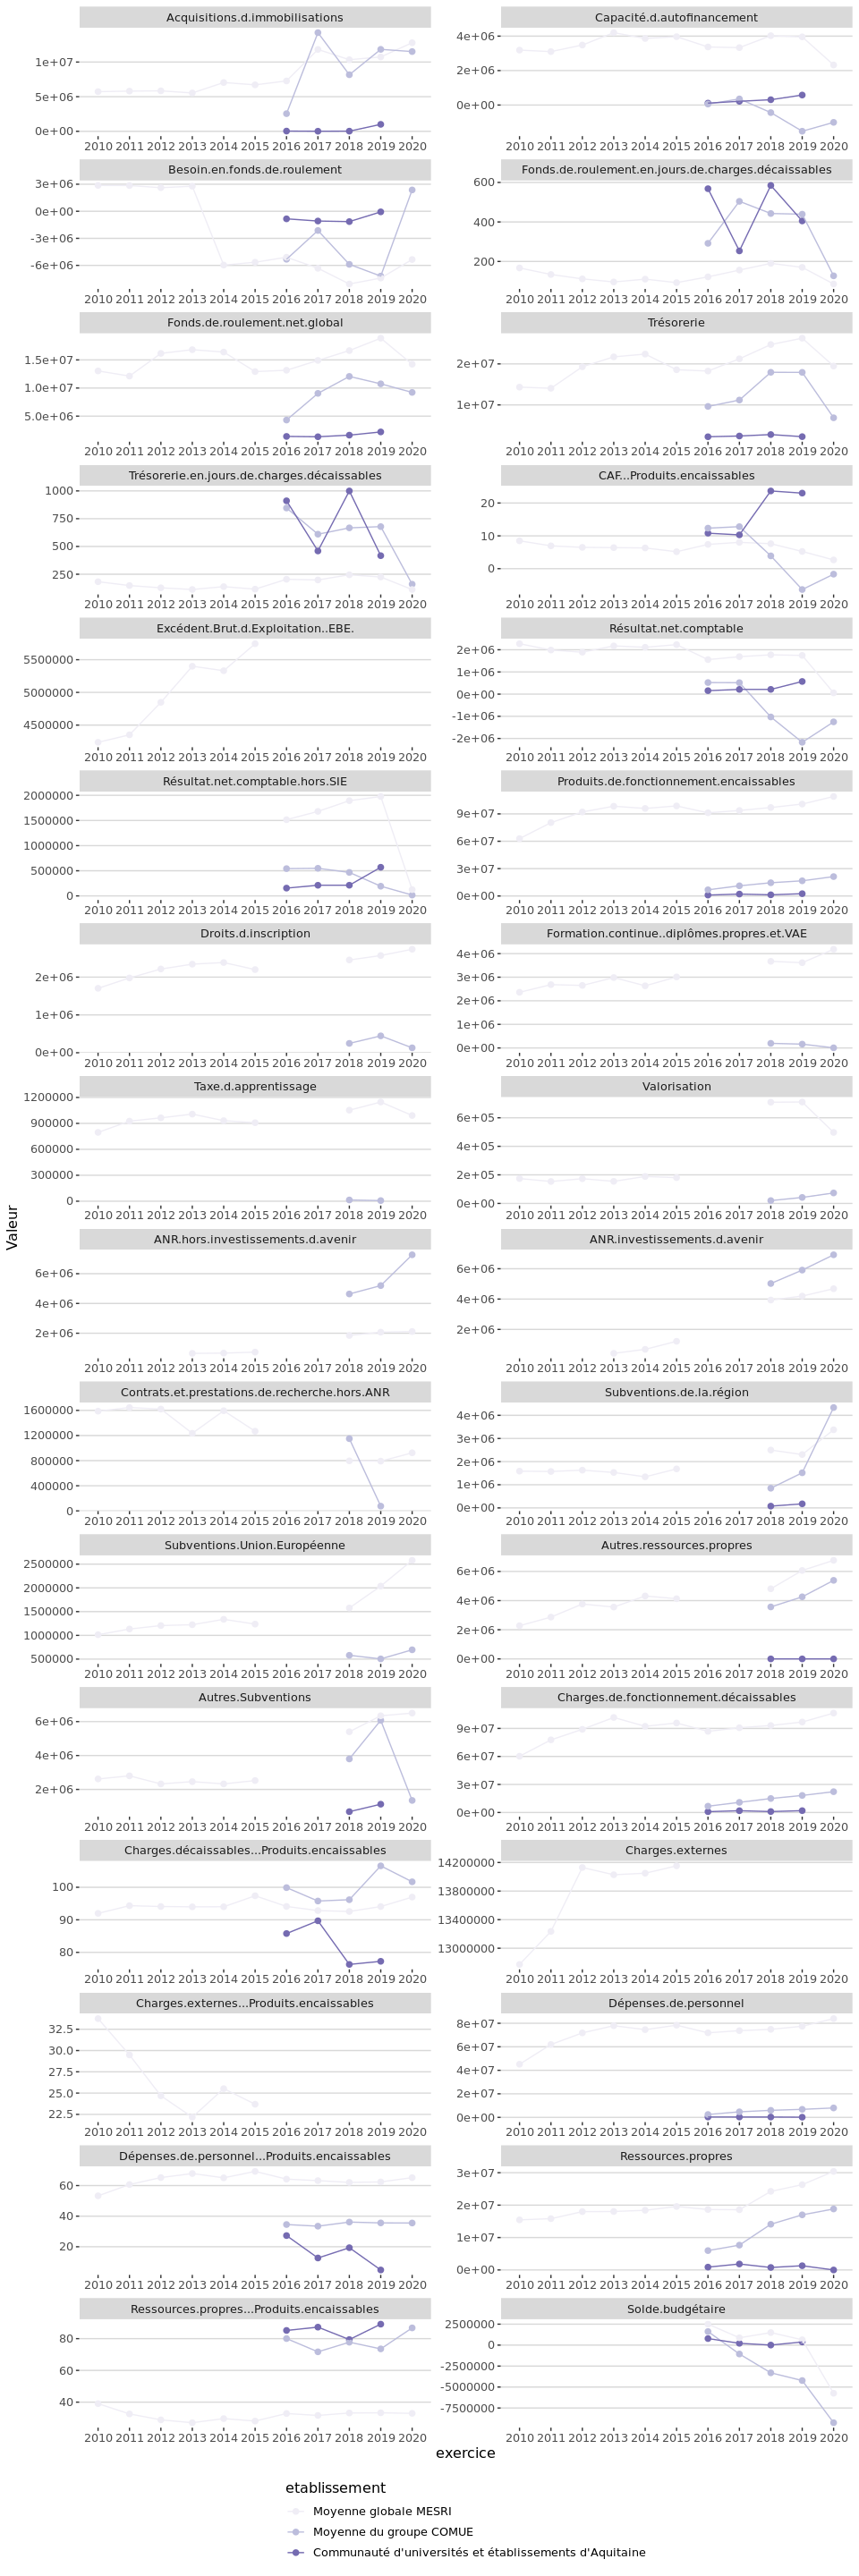 Acquisitions.d.immobilisations
Capacité.d.autofinancement
1e+07
5e+06
0e+00
4e+06
2e+06
0e+00
2010 2011 2012 2013 2014 2015 2016 2017 2018 2019 2020
2010 2011 2012 2013 2014 2015 2016 2017 2018 2019 2020
Besoin.en.fonds.de.roulement
Fonds.de.roulement.en.jours.de.charges.décaissables
3e+06
0e+00
-3e+06
-6e+06
600
400
200
2010 2011 2012 2013 2014 2015 2016 2017 2018 2019 2020
2010 2011 2012 2013 2014 2015 2016 2017 2018 2019 2020
Fonds.de.roulement.net.global
Trésorerie
1.5e+07
1.0e+07
5.0e+06
2e+07
1e+07
2010 2011 2012 2013 2014 2015 2016 2017 2018 2019 2020
2010 2011 2012 2013 2014 2015 2016 2017 2018 2019 2020
Trésorerie.en.jours.de.charges.décaissables
CAF...Produits.encaissables
1000
750
500
250
20
10
0
2010 2011 2012 2013 2014 2015 2016 2017 2018 2019 2020
2010 2011 2012 2013 2014 2015 2016 2017 2018 2019 2020
Excédent.Brut.d.Exploitation..EBE.
Résultat.net.comptable
5500000
5000000
4500000
2e+06
1e+06
0e+00
-1e+06
-2e+06
2010 2011 2012 2013 2014 2015 2016 2017 2018 2019 2020
2010 2011 2012 2013 2014 2015 2016 2017 2018 2019 2020
Résultat.net.comptable.hors.SIE
Produits.de.fonctionnement.encaissables
2000000
1500000
1000000
500000
0
9e+07
6e+07
3e+07
0e+00
2010 2011 2012 2013 2014 2015 2016 2017 2018 2019 2020
2010 2011 2012 2013 2014 2015 2016 2017 2018 2019 2020
Droits.d.inscription
Formation.continue..diplômes.propres.et.VAE
2e+06
1e+06
0e+00
4e+06
3e+06
2e+06
1e+06
0e+00
2010 2011 2012 2013 2014 2015 2016 2017 2018 2019 2020
2010 2011 2012 2013 2014 2015 2016 2017 2018 2019 2020
Taxe.d.apprentissage
Valorisation
1200000
900000
600000
300000
0
6e+05
4e+05
2e+05
0e+00
2010 2011 2012 2013 2014 2015 2016 2017 2018 2019 2020
2010 2011 2012 2013 2014 2015 2016 2017 2018 2019 2020
Valeur
ANR.hors.investissements.d.avenir
ANR.investissements.d.avenir
6e+06
4e+06
2e+06
6e+06
4e+06
2e+06
2010 2011 2012 2013 2014 2015 2016 2017 2018 2019 2020
2010 2011 2012 2013 2014 2015 2016 2017 2018 2019 2020
Contrats.et.prestations.de.recherche.hors.ANR
Subventions.de.la.région
1600000
1200000
800000
400000
0
4e+06
3e+06
2e+06
1e+06
0e+00
2010 2011 2012 2013 2014 2015 2016 2017 2018 2019 2020
2010 2011 2012 2013 2014 2015 2016 2017 2018 2019 2020
Subventions.Union.Européenne
Autres.ressources.propres
2500000
2000000
1500000
1000000
500000
6e+06
4e+06
2e+06
0e+00
2010 2011 2012 2013 2014 2015 2016 2017 2018 2019 2020
2010 2011 2012 2013 2014 2015 2016 2017 2018 2019 2020
Autres.Subventions
Charges.de.fonctionnement.décaissables
6e+06
4e+06
2e+06
9e+07
6e+07
3e+07
0e+00
2010 2011 2012 2013 2014 2015 2016 2017 2018 2019 2020
2010 2011 2012 2013 2014 2015 2016 2017 2018 2019 2020
Charges.décaissables...Produits.encaissables
Charges.externes
100
90
80
14200000
13800000
13400000
13000000
2010 2011 2012 2013 2014 2015 2016 2017 2018 2019 2020
2010 2011 2012 2013 2014 2015 2016 2017 2018 2019 2020
Charges.externes...Produits.encaissables
Dépenses.de.personnel
32.5
30.0
27.5
25.0
22.5
8e+07
6e+07
4e+07
2e+07
0e+00
2010 2011 2012 2013 2014 2015 2016 2017 2018 2019 2020
2010 2011 2012 2013 2014 2015 2016 2017 2018 2019 2020
Dépenses.de.personnel...Produits.encaissables
Ressources.propres
60
40
20
3e+07
2e+07
1e+07
0e+00
2010 2011 2012 2013 2014 2015 2016 2017 2018 2019 2020
2010 2011 2012 2013 2014 2015 2016 2017 2018 2019 2020
Ressources.propres...Produits.encaissables
Solde.budgétaire
80
60
40
2500000
0
-2500000
-5000000
-7500000
2010 2011 2012 2013 2014 2015 2016 2017 2018 2019 2020
2010 2011 2012 2013 2014 2015 2016 2017 2018 2019 2020
exercice
etablissement
Moyenne globale MESRI
Moyenne du groupe COMUE
Communauté d'universités et établissements d'Aquitaine